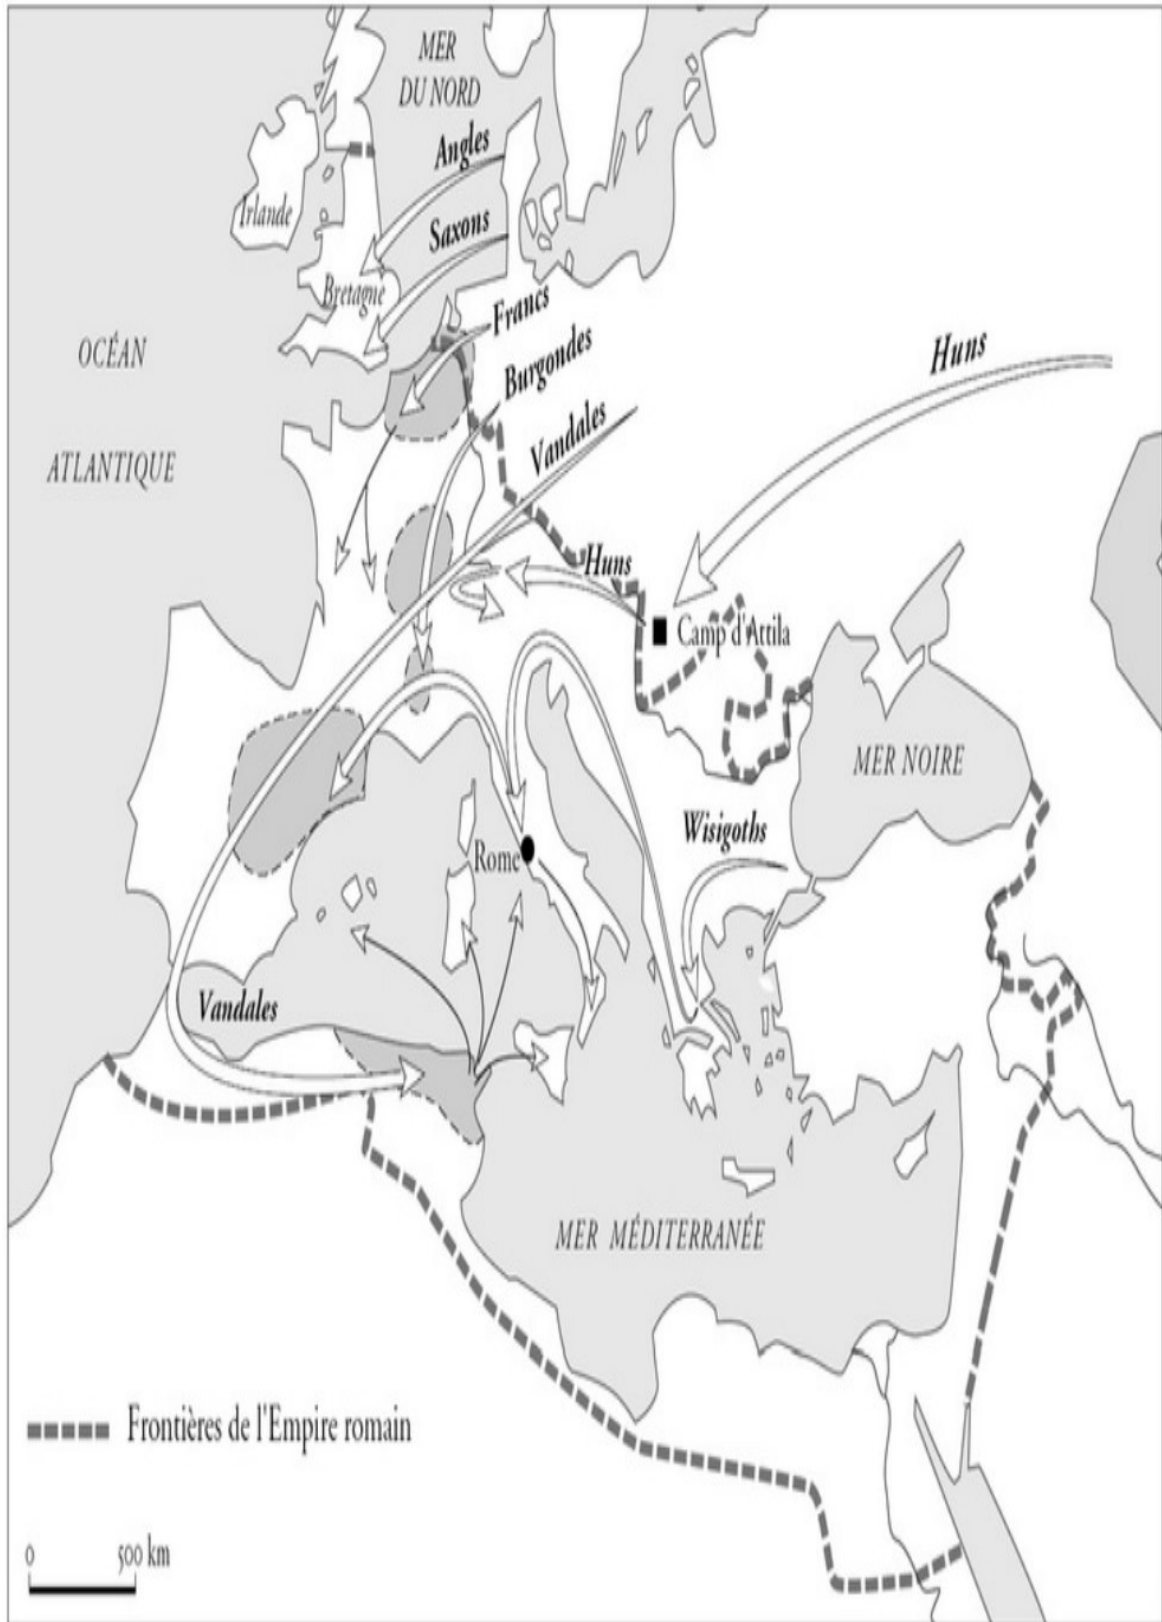 MER
DU NORD
Angles
Irlande
Saxons
Bretagne
Francs
OCÉAN
Huns
Burgondes
Vandales
ATLANTIQUE
Huns
Camp d'Attila
MER NOIRE
Wisigoths
Rome
Vandales
MER MÉDITERRANÉE
Frontières de l'Empire romain
0 500 km